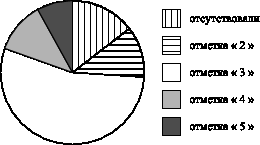 отсутствовали
отметка « 2 »
отметка « 3 »
отметка « 4 »
отметка « 5 »